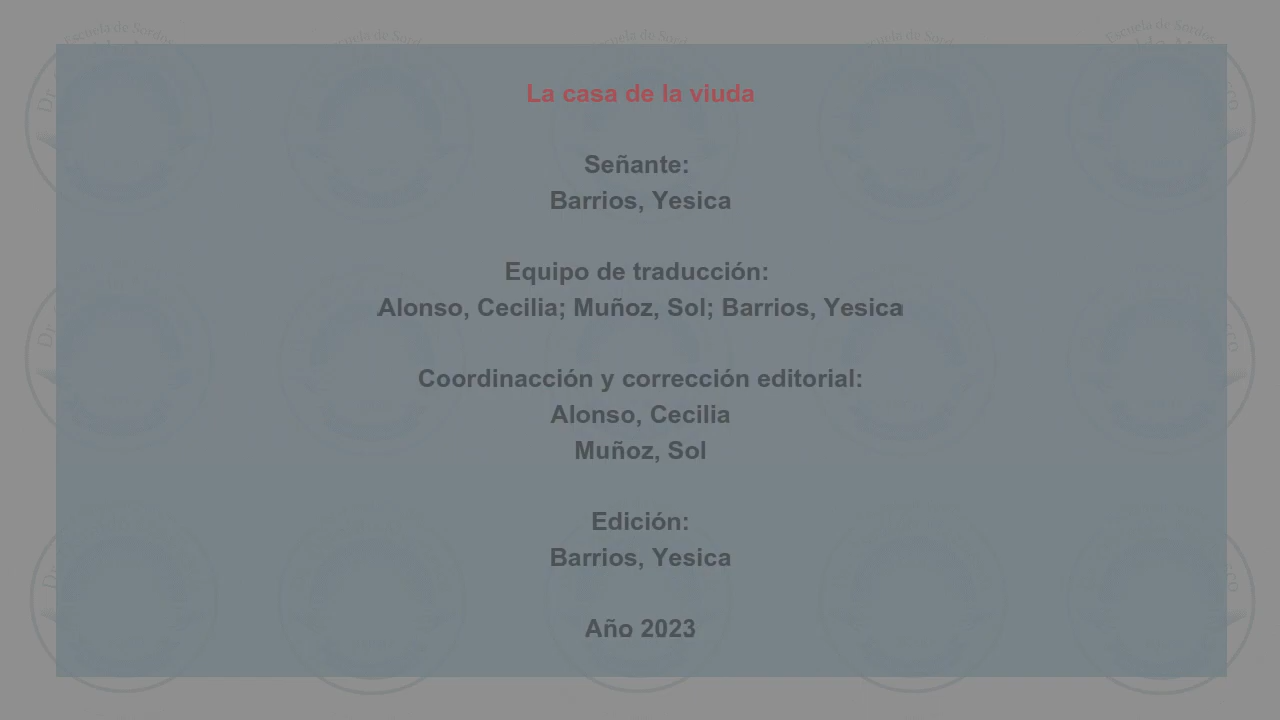 La casa de la viuda
Señante:
Barrios, Yesica
Equipo de traducción:
Alonso, Cecilia; Muñoz, Sol; Barrios, Yesica
Coordinacción y corrección editorial:
Alonso, Cecilia
Muñoz, Sol
Edición:
Barrios, Yesica
Año 2023